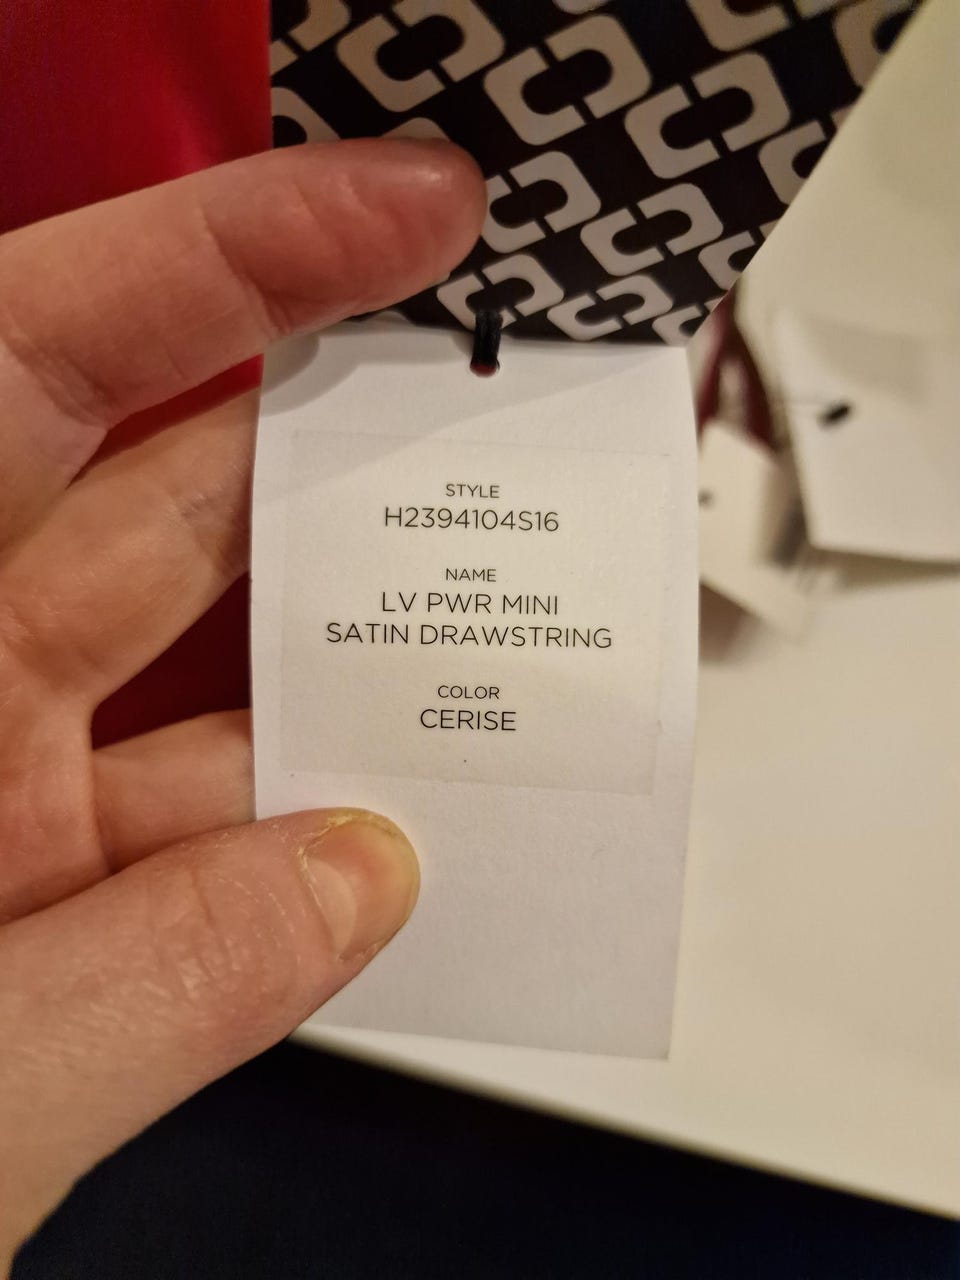 STYLE
H2394104S16
NAME
LV PWR MINI
SATIN DRAWSTRING
COLOR
CERISE